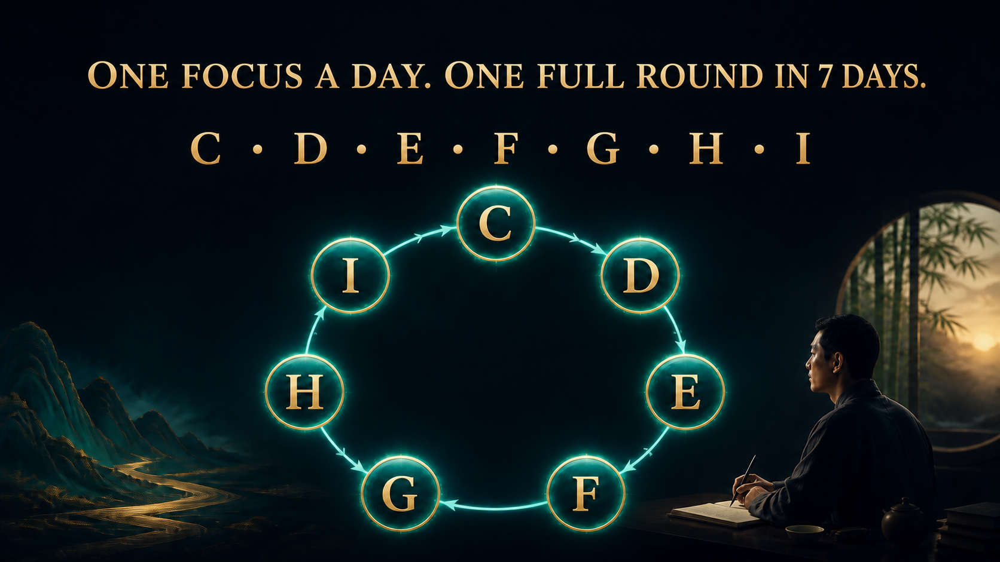 ONE FOCUS A DAY. ONE FULL ROUND IN 7 DAYS.
C • D • E • F • G • H • I
C
I
D
H
E
G
F